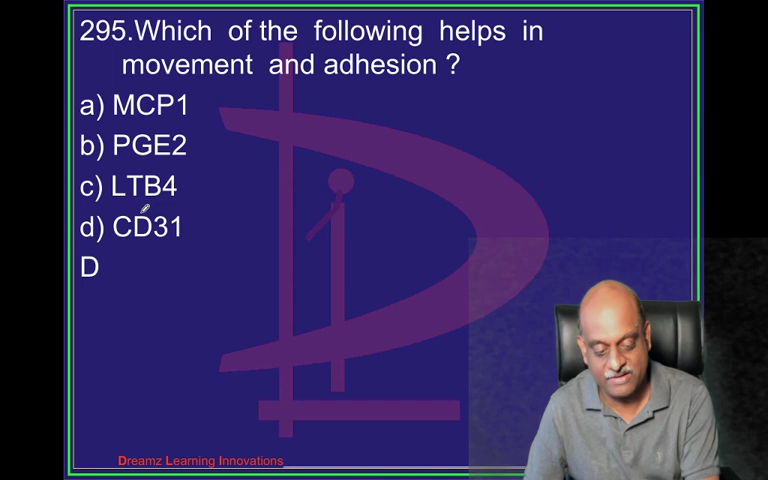 295.Which of the following helps in
movement and adhesion ?
a) MCP1
b) PGE2
c) LTB4
d) CD31
D
Dreamz Learning Innovations